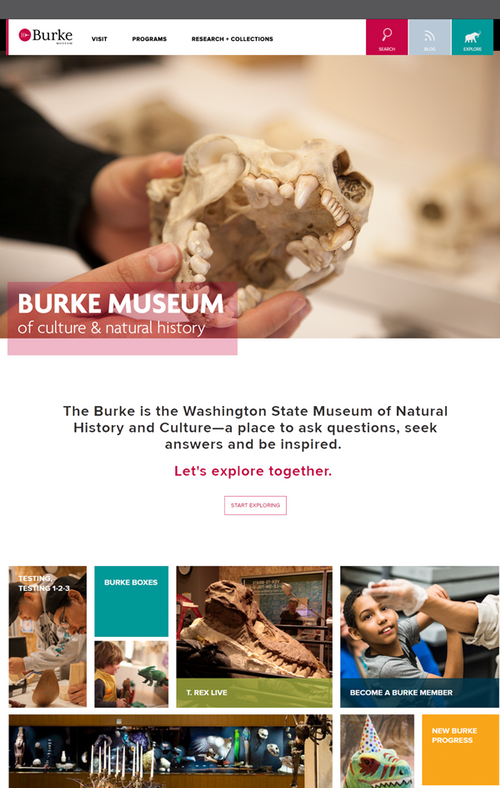 The Burke
MUSEUM
VISIT
PROGRAMS
RESEARCH + COLLECTIONS
SEARCH
BLOG
EXPLORE
BURKE MUSEUM
of culture & natural history
The Burke is the Washington State Museum of Natural
History and Culture—a place to ask questions, seek
answers and be inspired.
Let's explore together.
START EXPLORING
TESTING,
TESTING 1-2-3
BURKE BOXES
T. REX LIVE
BECOME A BURKE MEMBER
NEW BURKE
PROGRESS